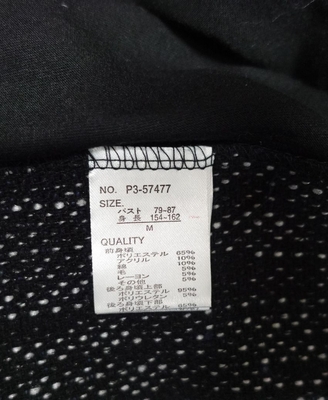 NO. P3-57477
SIZE.
バスト 79-87
身長 154-162
M
QUALITY
前身頃
ポリエステル 65%
アクリル 10%
綿 10%
毛 5%
レーヨン 5%
その他 5%
後ろ身頃上部
ポリエステル 95%
ポリウレタン 5%
後ろ身頃下部
ポリエステル 95%